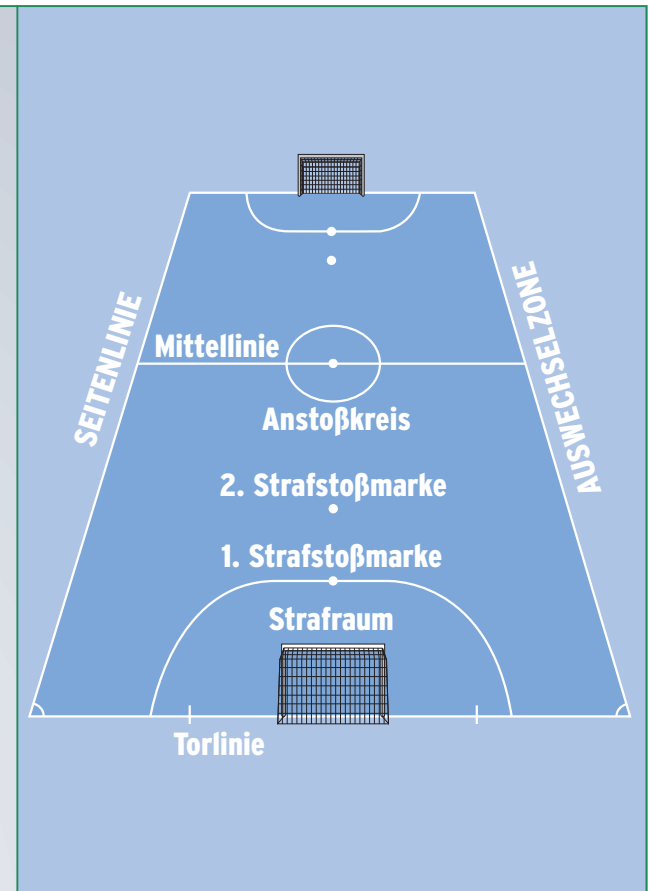 SEITENLINIE
Mittellinie
AUSWECHSELZONE
Anstoßkreis
2. Strafstoßmarke
1. Strafstoßmarke
Strafraum
Torlinie